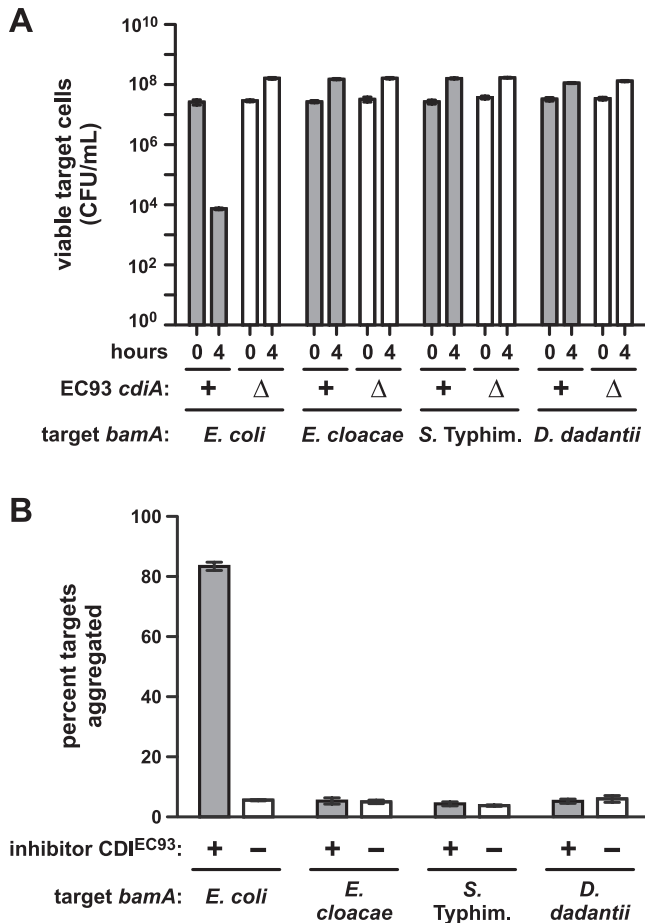 A
viable target cells
(CFU/mL)
10¹⁰
10⁸
10⁶
10⁴
10²
10⁰
hours 0 4 0 4 0 4 0 4 0 4 0 4 0 4 0 4
EC93 cdiA: + Δ + Δ + Δ + Δ
target bamA: E. coli E. cloacae S. Typhim. D. dadantii
B
percent targets
aggregated
100
80
60
40
20
0
inhibitor CDIᴱᶜ⁹³: + − + − + − + −
target bamA: E. coli E. cloacae S. Typhim. D. dadantii